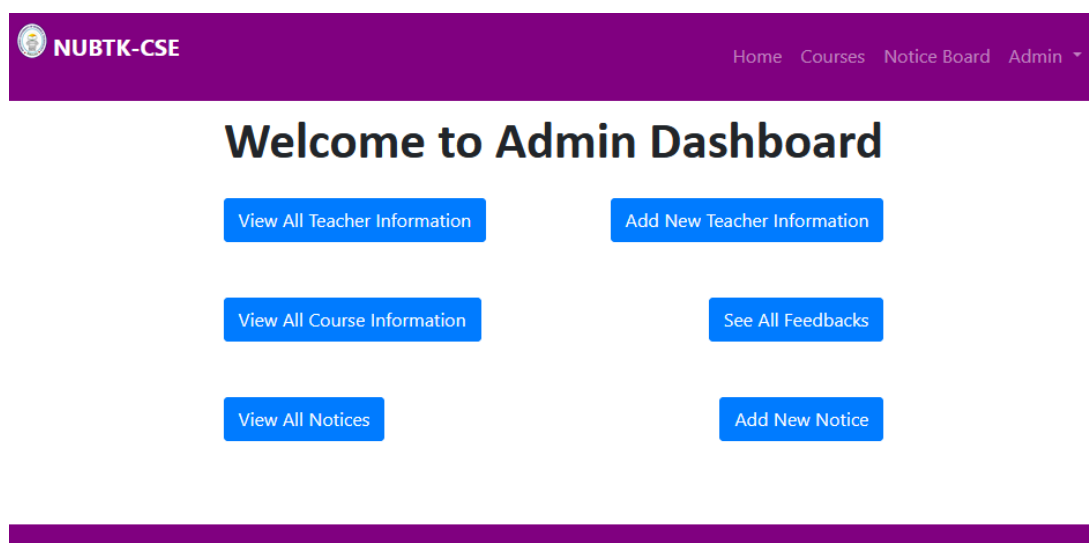 NUBTK-CSE
Home Courses Notice Board Admin
Welcome to Admin Dashboard
View All Teacher Information Add New Teacher Information
View All Course Information See All Feedbacks
View All Notices Add New Notice